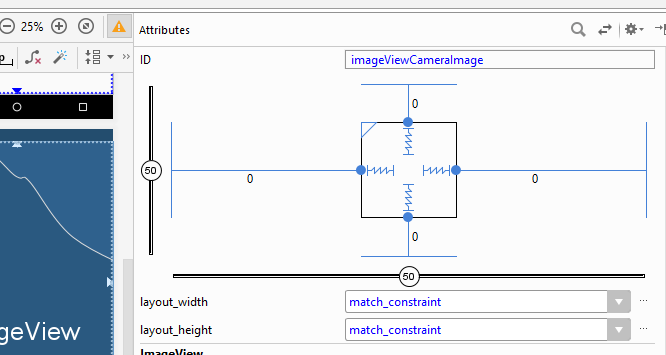 25%
Attributes
ID
imageViewCameraImage
0
50
0
0
0
50
layout_width
match_constraint
layout_height
match_constraint
geView
ImageView